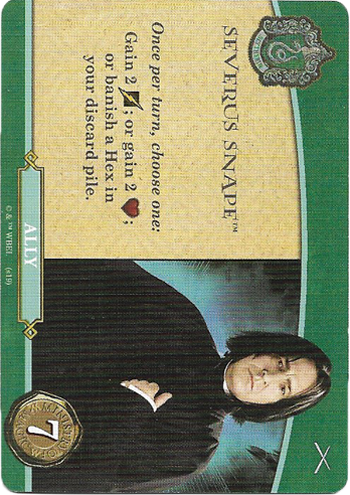 SEVERUS SNAPE™
Once per turn, choose one:
Gain 2 ; or gain 2 ;
or banish a Hex in
your discard pile.
ALLY
© & ™ WBEI. (s19)
7
X